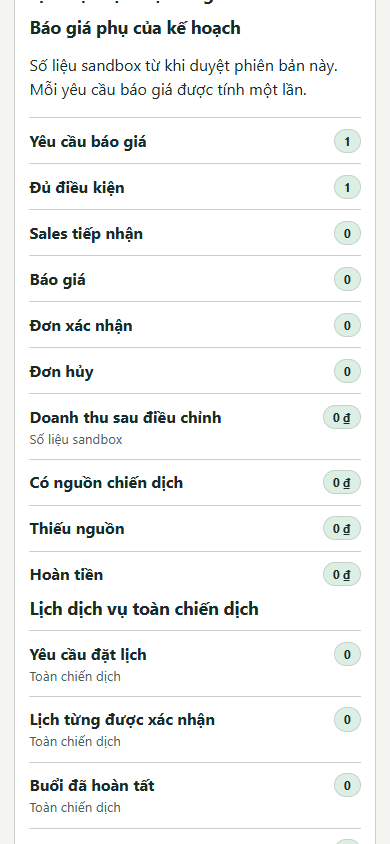 Báo giá phụ của kế hoạch
Số liệu sandbox từ khi duyệt phiên bản này.
Mỗi yêu cầu báo giá được tính một lần.
Yêu cầu báo giá 1
Đủ điều kiện 1
Sales tiếp nhận 0
Báo giá 0
Đơn xác nhận 0
Đơn hủy 0
Doanh thu sau điều chỉnh 0 ₫
Số liệu sandbox
Có nguồn chiến dịch 0 ₫
Thiếu nguồn 0 ₫
Hoàn tiền 0 ₫
Lịch dịch vụ toàn chiến dịch
Yêu cầu đặt lịch 0
Toàn chiến dịch
Lịch từng được xác nhận 0
Toàn chiến dịch
Buổi đã hoàn tất 0
Toàn chiến dịch